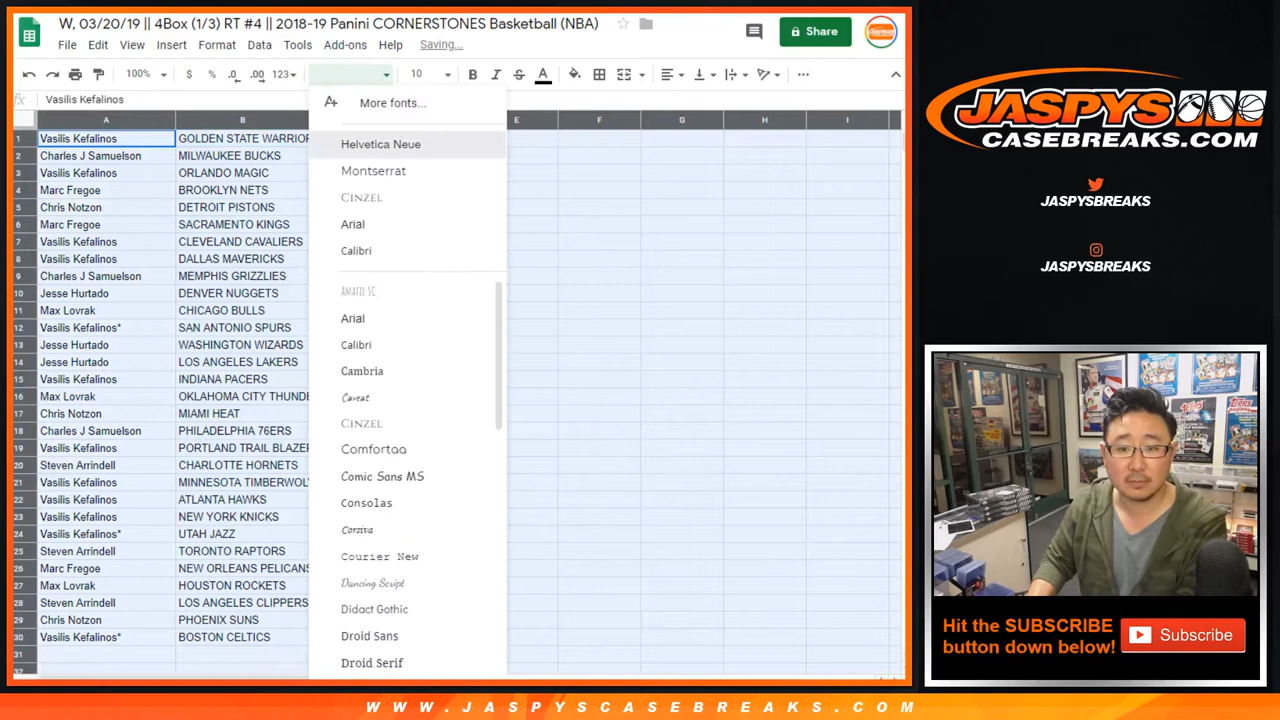 W, 03/20/19 || 4Box (1/3) RT #4 || 2018-19 Panini CORNERSTONES Basketball (NBA)
File Edit View Insert Format Data Tools Add-ons Help Saving...
Share
100% $ % .0 .00 123 10 B I S A
fx Vasilis Kefalinos
A B E F G H I
1 Vasilis Kefalinos GOLDEN STATE WARRIOR
2 Charles J Samuelson MILWAUKEE BUCKS
3 Vasilis Kefalinos ORLANDO MAGIC
4 Marc Fregoe BROOKLYN NETS
5 Chris Notzon DETROIT PISTONS
6 Marc Fregoe SACRAMENTO KINGS
7 Vasilis Kefalinos CLEVELAND CAVALIERS
8 Vasilis Kefalinos DALLAS MAVERICKS
9 Charles J Samuelson MEMPHIS GRIZZLIES
10 Jesse Hurtado DENVER NUGGETS
11 Max Lovrak CHICAGO BULLS
12 Vasilis Kefalinos* SAN ANTONIO SPURS
13 Jesse Hurtado WASHINGTON WIZARDS
14 Jesse Hurtado LOS ANGELES LAKERS
15 Vasilis Kefalinos INDIANA PACERS
16 Max Lovrak OKLAHOMA CITY THUNDE
17 Chris Notzon MIAMI HEAT
18 Charles J Samuelson PHILADELPHIA 76ERS
19 Vasilis Kefalinos PORTLAND TRAIL BLAZER
20 Steven Arrindell CHARLOTTE HORNETS
21 Vasilis Kefalinos MINNESOTA TIMBERWOL
22 Vasilis Kefalinos ATLANTA HAWKS
23 Vasilis Kefalinos NEW YORK KNICKS
24 Vasilis Kefalinos* UTAH JAZZ
25 Steven Arrindell TORONTO RAPTORS
26 Marc Fregoe NEW ORLEANS PELICANS
27 Max Lovrak HOUSTON ROCKETS
28 Steven Arrindell LOS ANGELES CLIPPERS
29 Chris Notzon PHOENIX SUNS
30 Vasilis Kefalinos* BOSTON CELTICS
31
32
More fonts...
Helvetica Neue
Montserrat
CINZEL
Arial
Calibri
AMATIC SC
Arial
Calibri
Cambria
Caveat
CINZEL
Comfortaa
Comic Sans MS
Consolas
Corsiva
Courier New
Dancing Script
Didact Gothic
Droid Sans
Droid Serif
JASPYS
CASEBREAKS.COM
JASPYSBREAKS
JASPYSBREAKS
Topps
Hit the SUBSCRIBE
button down below!
Subscribe
WWW.JASPYSCASEBREAKS.COM